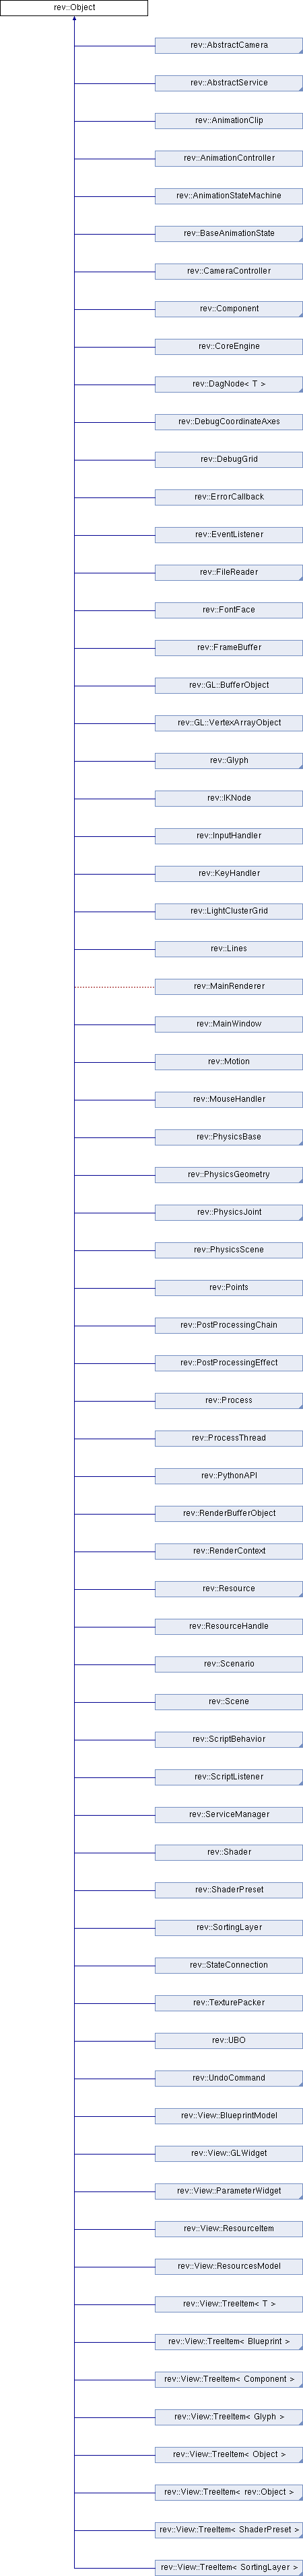 rev::Object
rev::AbstractCamera
rev::AbstractService
rev::AnimationClip
rev::AnimationController
rev::AnimationStateMachine
rev::BaseAnimationState
rev::CameraController
rev::Component
rev::CoreEngine
rev::DagNode< T >
rev::DebugCoordinateAxes
rev::DebugGrid
rev::ErrorCallback
rev::EventListener
rev::FileReader
rev::FontFace
rev::FrameBuffer
rev::GL::BufferObject
rev::GL::VertexArrayObject
rev::Glyph
rev::IKNode
rev::InputHandler
rev::KeyHandler
rev::LightClusterGrid
rev::Lines
rev::MainRenderer
rev::MainWindow
rev::Motion
rev::MouseHandler
rev::PhysicsBase
rev::PhysicsGeometry
rev::PhysicsJoint
rev::PhysicsScene
rev::Points
rev::PostProcessingChain
rev::PostProcessingEffect
rev::Process
rev::ProcessThread
rev::PythonAPI
rev::RenderBufferObject
rev::RenderContext
rev::Resource
rev::ResourceHandle
rev::Scenario
rev::Scene
rev::ScriptBehavior
rev::ScriptListener
rev::ServiceManager
rev::Shader
rev::ShaderPreset
rev::SortingLayer
rev::StateConnection
rev::TexturePacker
rev::UBO
rev::UndoCommand
rev::View::BlueprintModel
rev::View::GLWidget
rev::View::ParameterWidget
rev::View::ResourceItem
rev::View::ResourcesModel
rev::View::TreeItem< T >
rev::View::TreeItem< Blueprint >
rev::View::TreeItem< Component >
rev::View::TreeItem< Glyph >
rev::View::TreeItem< Object >
rev::View::TreeItem< rev::Object >
rev::View::TreeItem< ShaderPreset >
rev::View::TreeItem< SortingLayer >